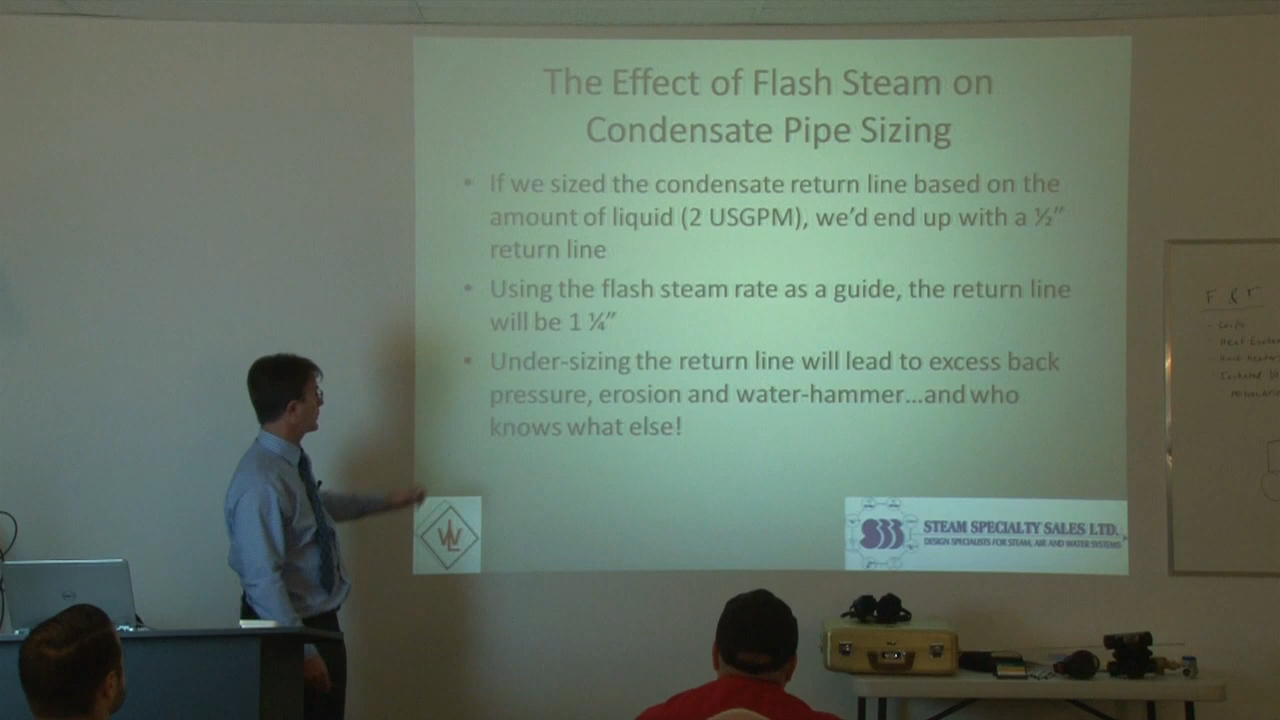 The Effect of Flash Steam on
Condensate Pipe Sizing
• If we sized the condensate return line based on the
amount of liquid (2 USGPM), we'd end up with a ½”
return line
• Using the flash steam rate as a guide, the return line
will be 1 ¼”
• Under-sizing the return line will lead to excess back
pressure, erosion and water-hammer…and who
knows what else!
SSS
STEAM SPECIALTY SALES LTD.
DESIGN SPECIALISTS FOR STEAM, AIR AND WATER SYSTEMS
F & T
DELL